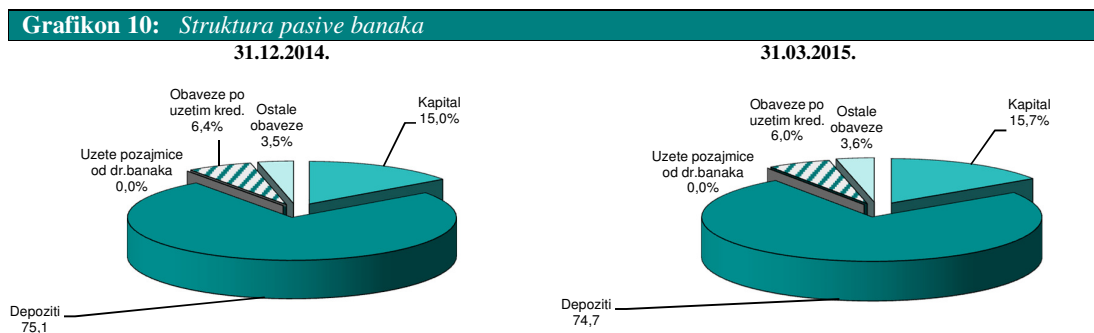 Grafikon 10: Struktura pasive banaka
31.12.2014.
Obaveze po
uzetim kred.
6,4%
Ostale
obaveze
3,5%
Kapital
15,0%
Uzete pozajmice
od dr.banaka
0,0%
Depoziti
75,1
31.03.2015.
Obaveze po
uzetim kred.
6,0%
Ostale
obaveze
3,6%
Kapital
15,7%
Uzete pozajmice
od dr.banaka
0,0%
Depoziti
74,7